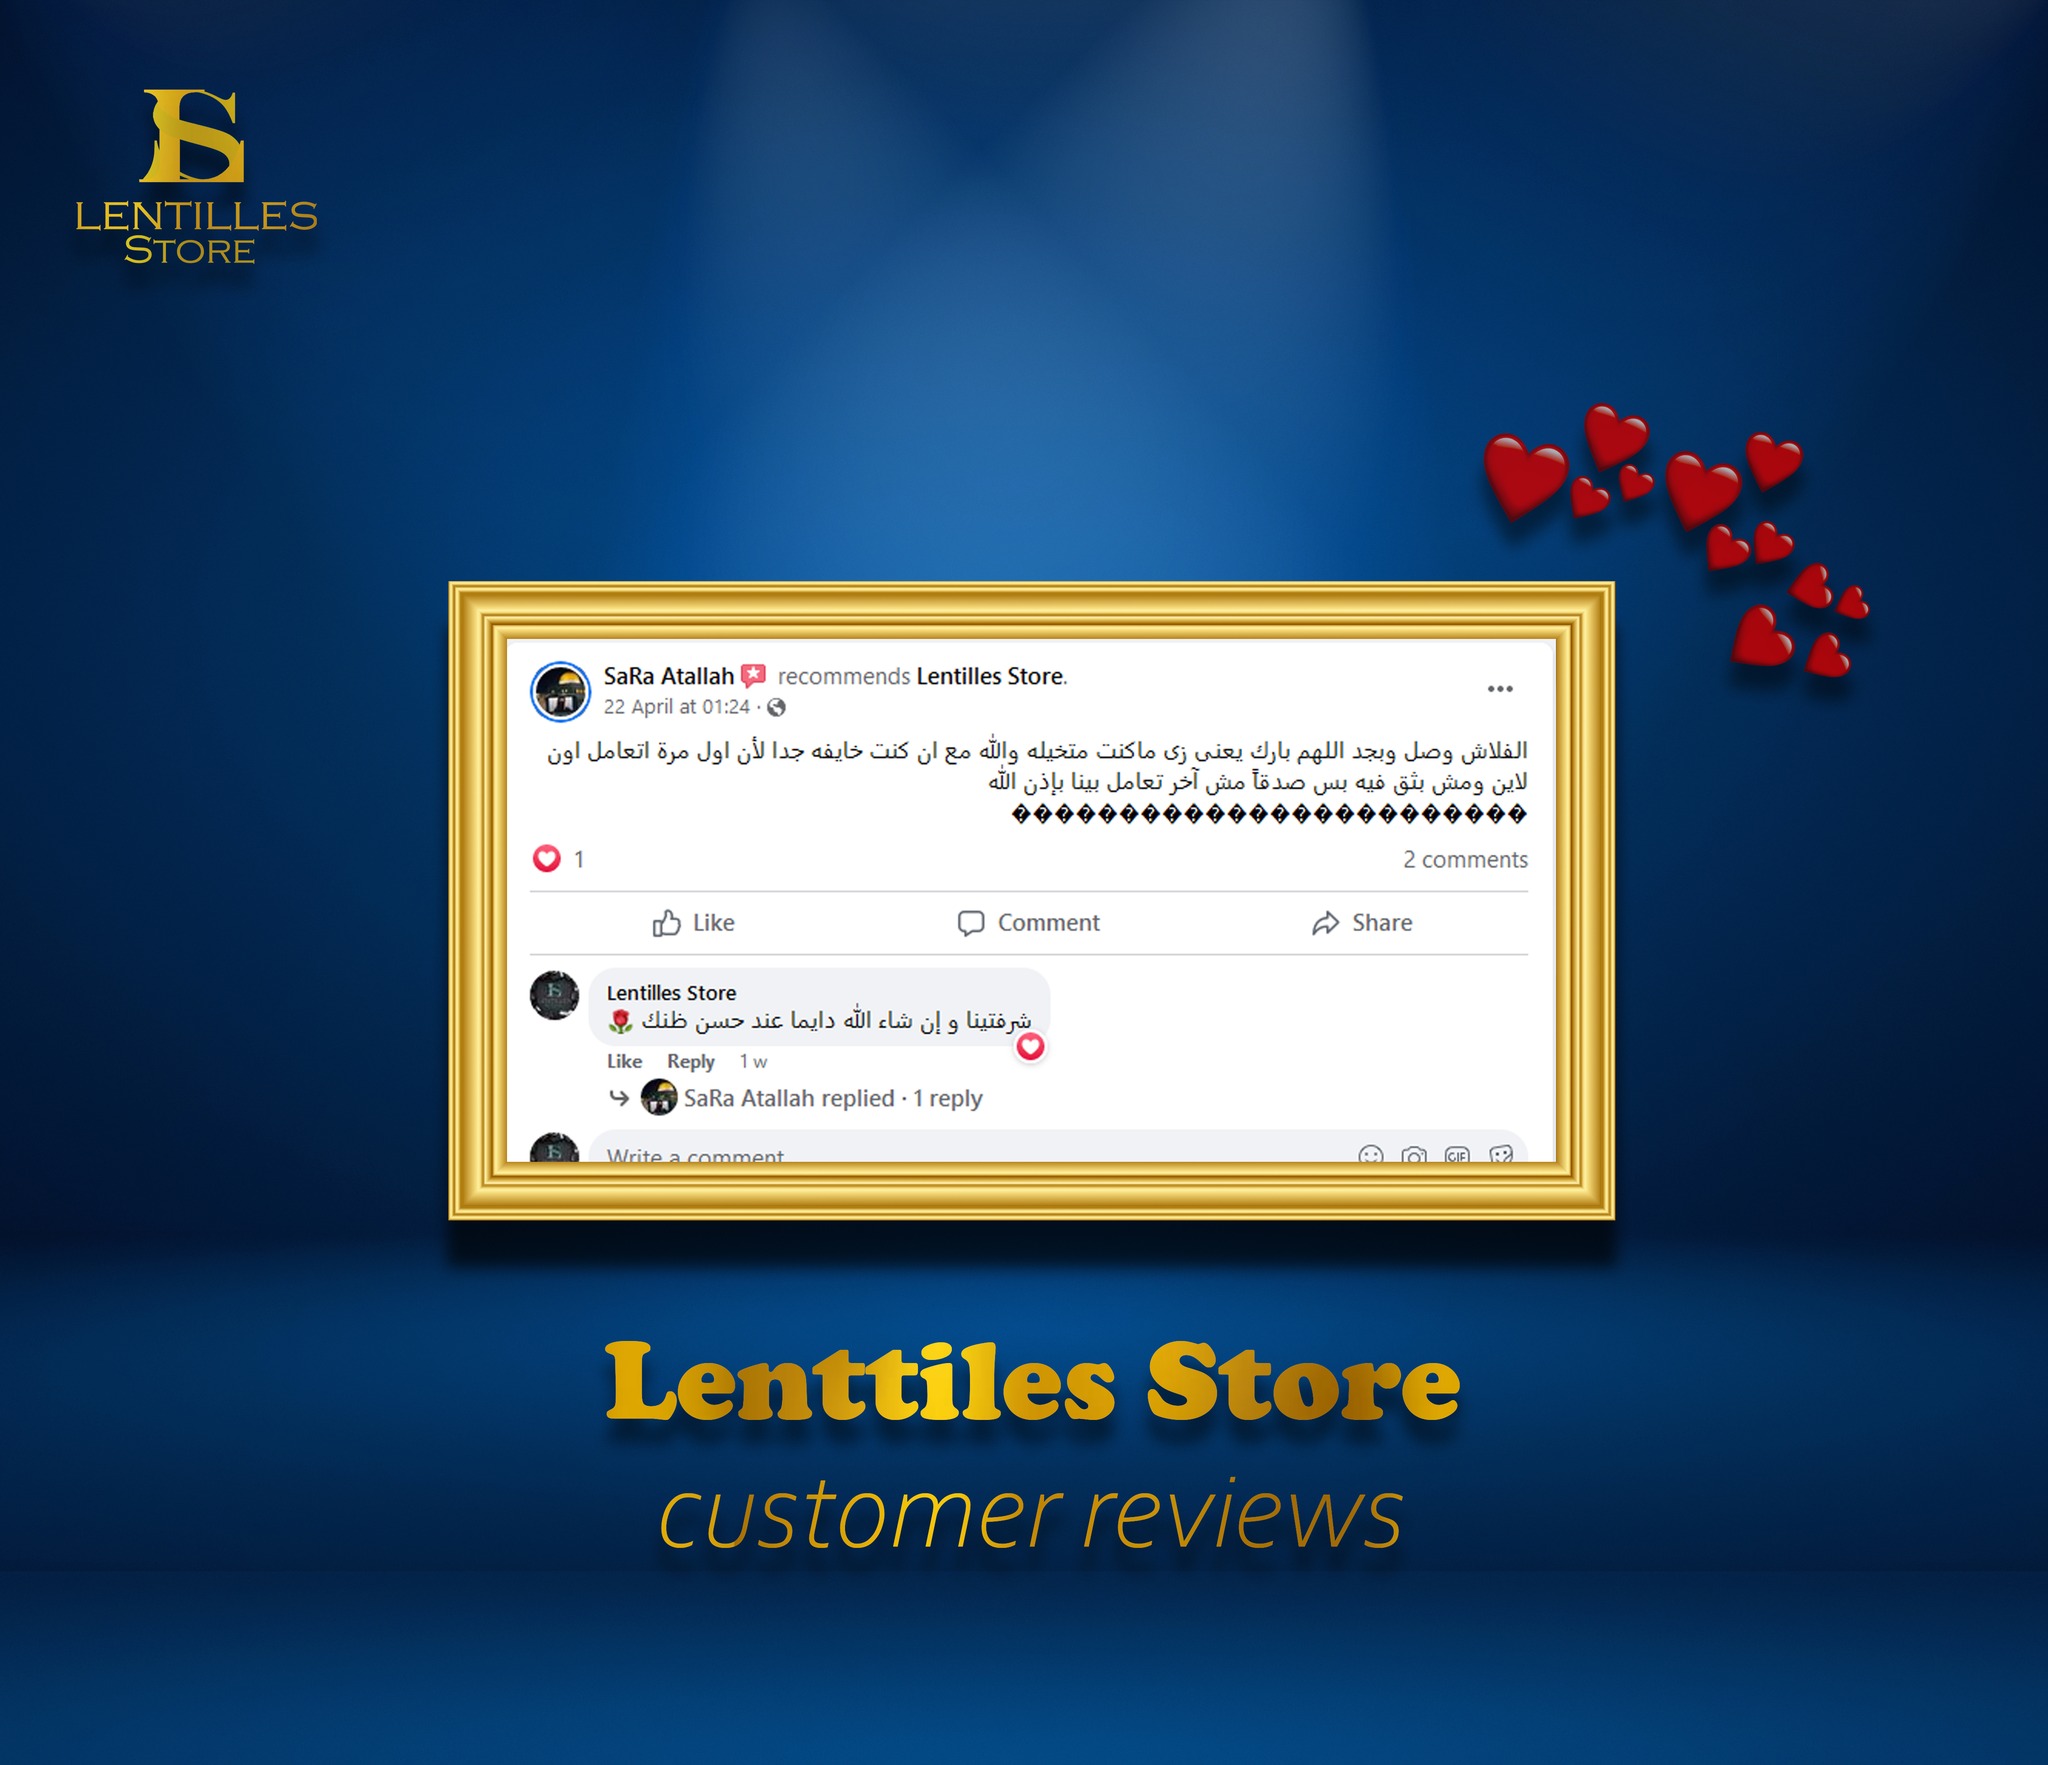 LS
LENTILLES
STORE
SaRa Atallah recommends Lentilles Store.
22 April at 01:24 ·
الفلاش وصل وبجد اللهم بارك يعنى زى ماكنت متخيله والله مع ان كنت خايفه جدا لأن اول مرة اتعامل اون
لاين ومش بثق فيه بس صدقاً مش آخر تعامل بينا بإذن الله
������������������������
1
2 comments
Like
Comment
Share
Lentilles Store
شرفتينا و إن شاء الله دايما عند حسن ظنك 🌹
Like Reply 1 w
SaRa Atallah replied · 1 reply
Write a comment
GIF
Lenttiles Store
customer reviews